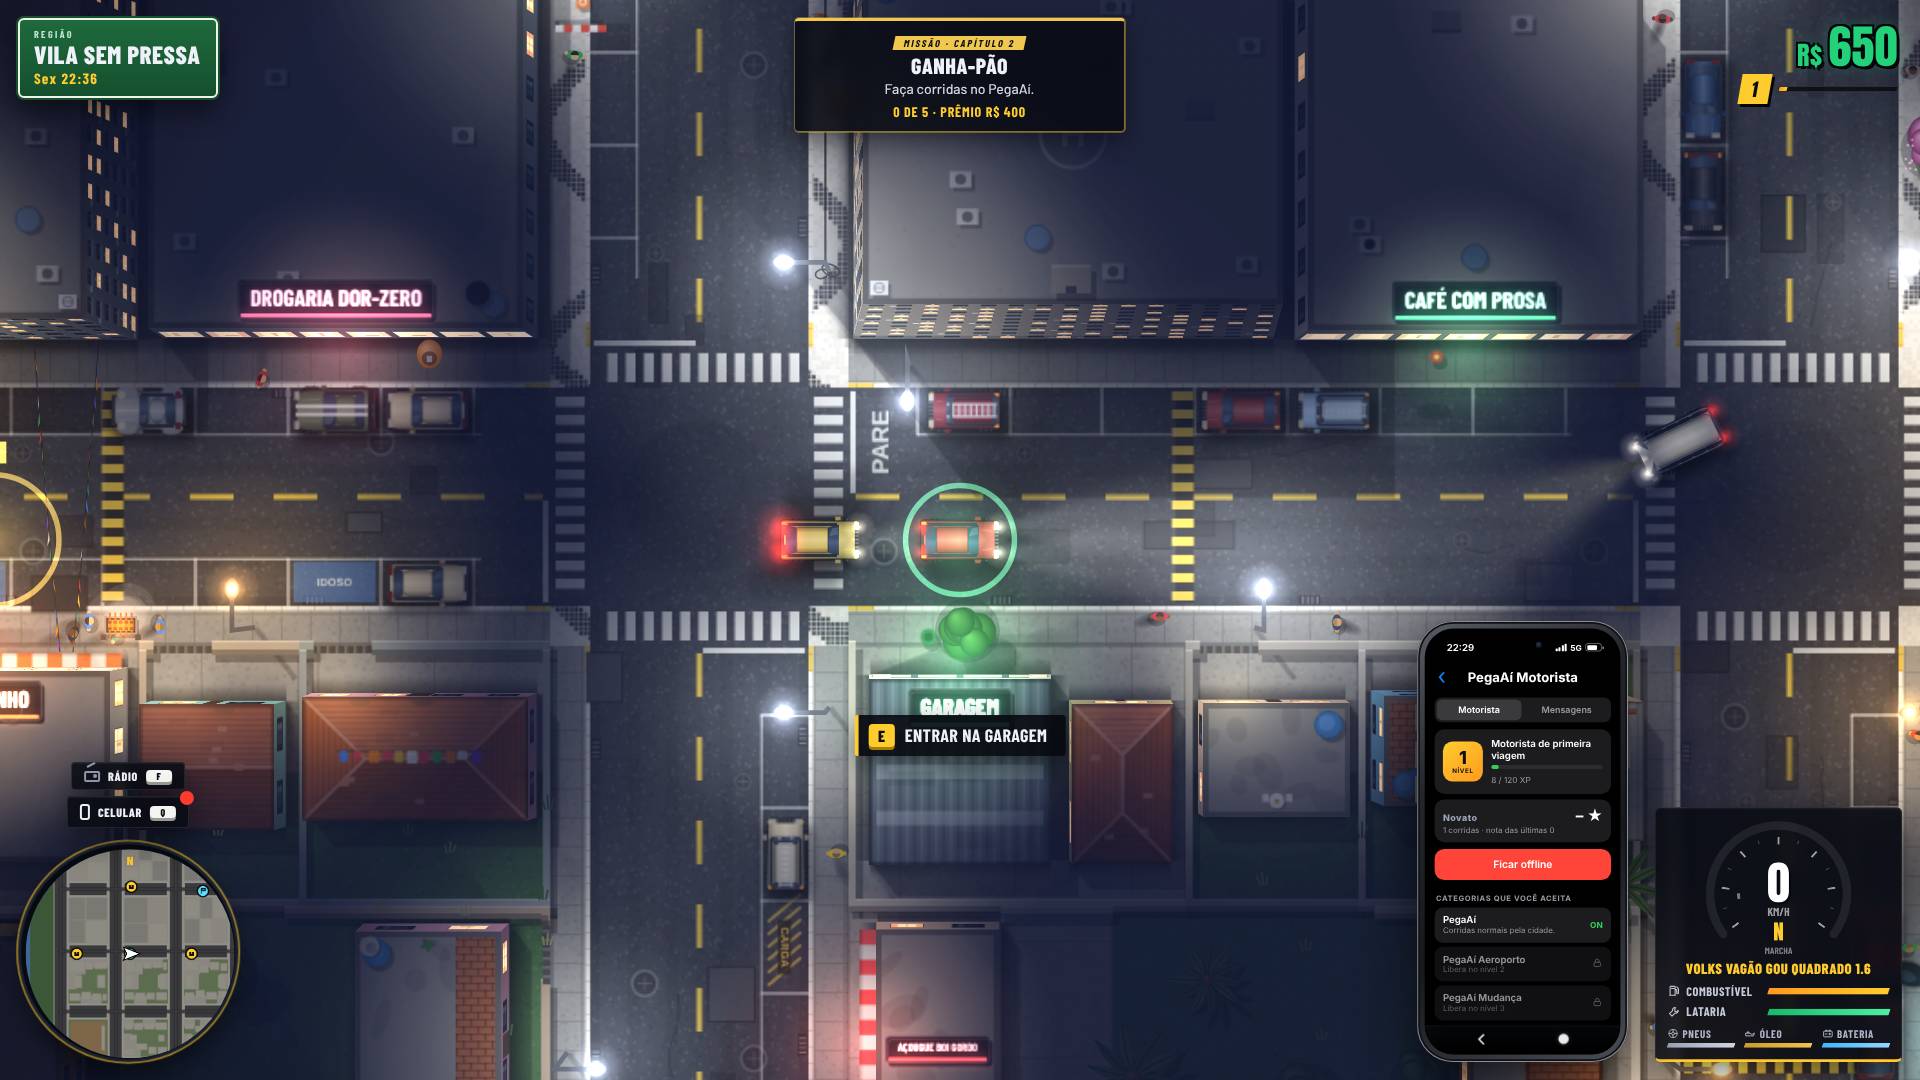 REGIÃO
VILA SEM PRESSA
Sex 22:36
MISSÃO · CAPÍTULO 2
GANHA-PÃO
Faça corridas no PegaAí.
0 DE 5 · PRÊMIO R$ 400
R$ 650
1
DROGARIA DOR-ZERO
CAFÉ COM PROSA
PARE
IDOSO
NHO
GARAGEM
E ENTRAR NA GARAGEM
RÁDIO F
CELULAR Q
N
CARGA
AÇOUGUE BOI GORDO
22:29
5G
PegaAí Motorista
Motorista Mensagens
1
NÍVEL
Motorista de primeira
viagem
8 / 120 XP
Novato
– ★
1 corridas · nota das últimas 0
Ficar offline
CATEGORIAS QUE VOCÊ ACEITA
PegaAí
Corridas normais pela cidade.
ON
PegaAí Aeroporto
Libera no nível 2
PegaAí Mudança
Libera no nível 3
0
KM/H
N
MARCHA
VOLKS VAGÃO GOU QUADRADO 1.6
COMBUSTÍVEL
LATARIA
PNEUS ÓLEO BATERIA